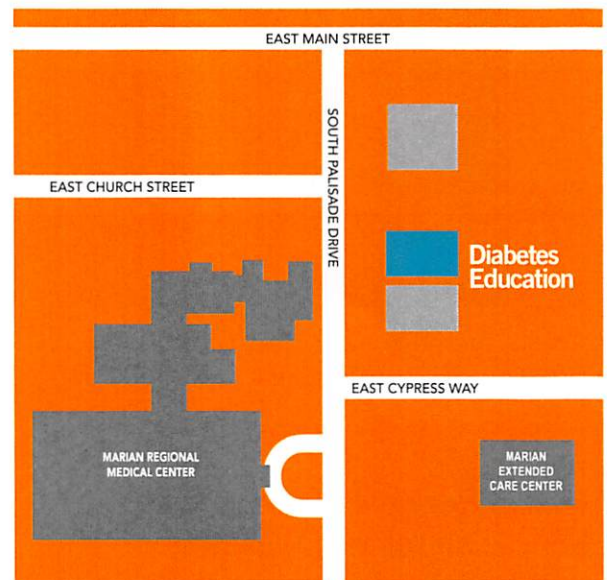 EAST MAIN STREET
SOUTH PALISADE DRIVE
EAST CHURCH STREET
Diabetes
Education
EAST CYPRESS WAY
MARIAN REGIONAL
MEDICAL CENTER
MARIAN
EXTENDED
CARE CENTER